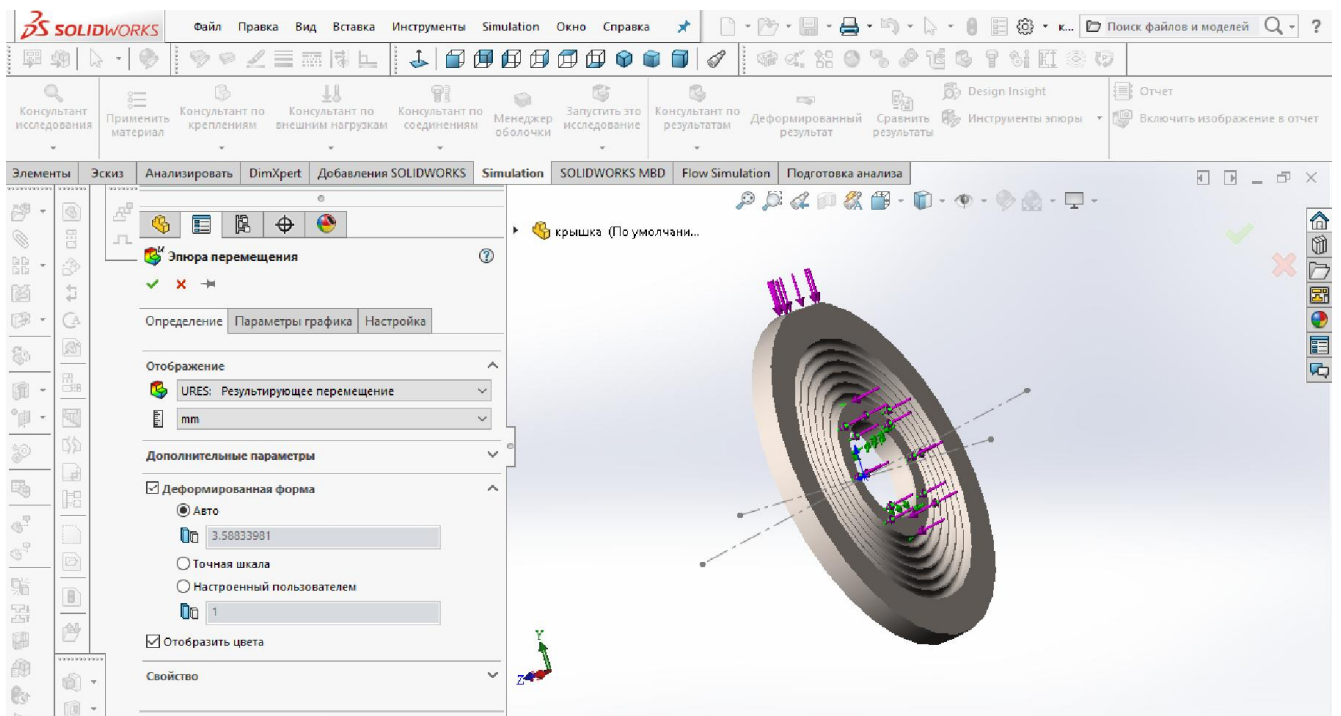 SOLIDWORKS Файл Правка Вид Вставка Инструменты Simulation Окно Справка к... Поиск файлов и моделей ?
Консультант исследования
Применить материал
Консультант по креплениям
Консультант по внешним нагрузкам
Консультант по соединениям
Менеджер оболочки
Запустить это исследование
Консультант по результатам
Деформированный результат
Сравнить результаты
Design Insight
Инструменты эпюры
Отчет
Включить изображение в отчет
Элементы Эскиз Анализировать DimXpert Добавления SOLIDWORKS Simulation SOLIDWORKS MBD Flow Simulation Подготовка анализа
крышка (По умолчани...
Эпюра перемещения
Определение Параметры графика Настройка
Отображение
URES: Результирующее перемещение
mm
Дополнительные параметры
Деформированная форма
Авто
3.58833981
Точная шкала
Настроенный пользователем
1
Отобразить цвета
Свойство
Y
Z